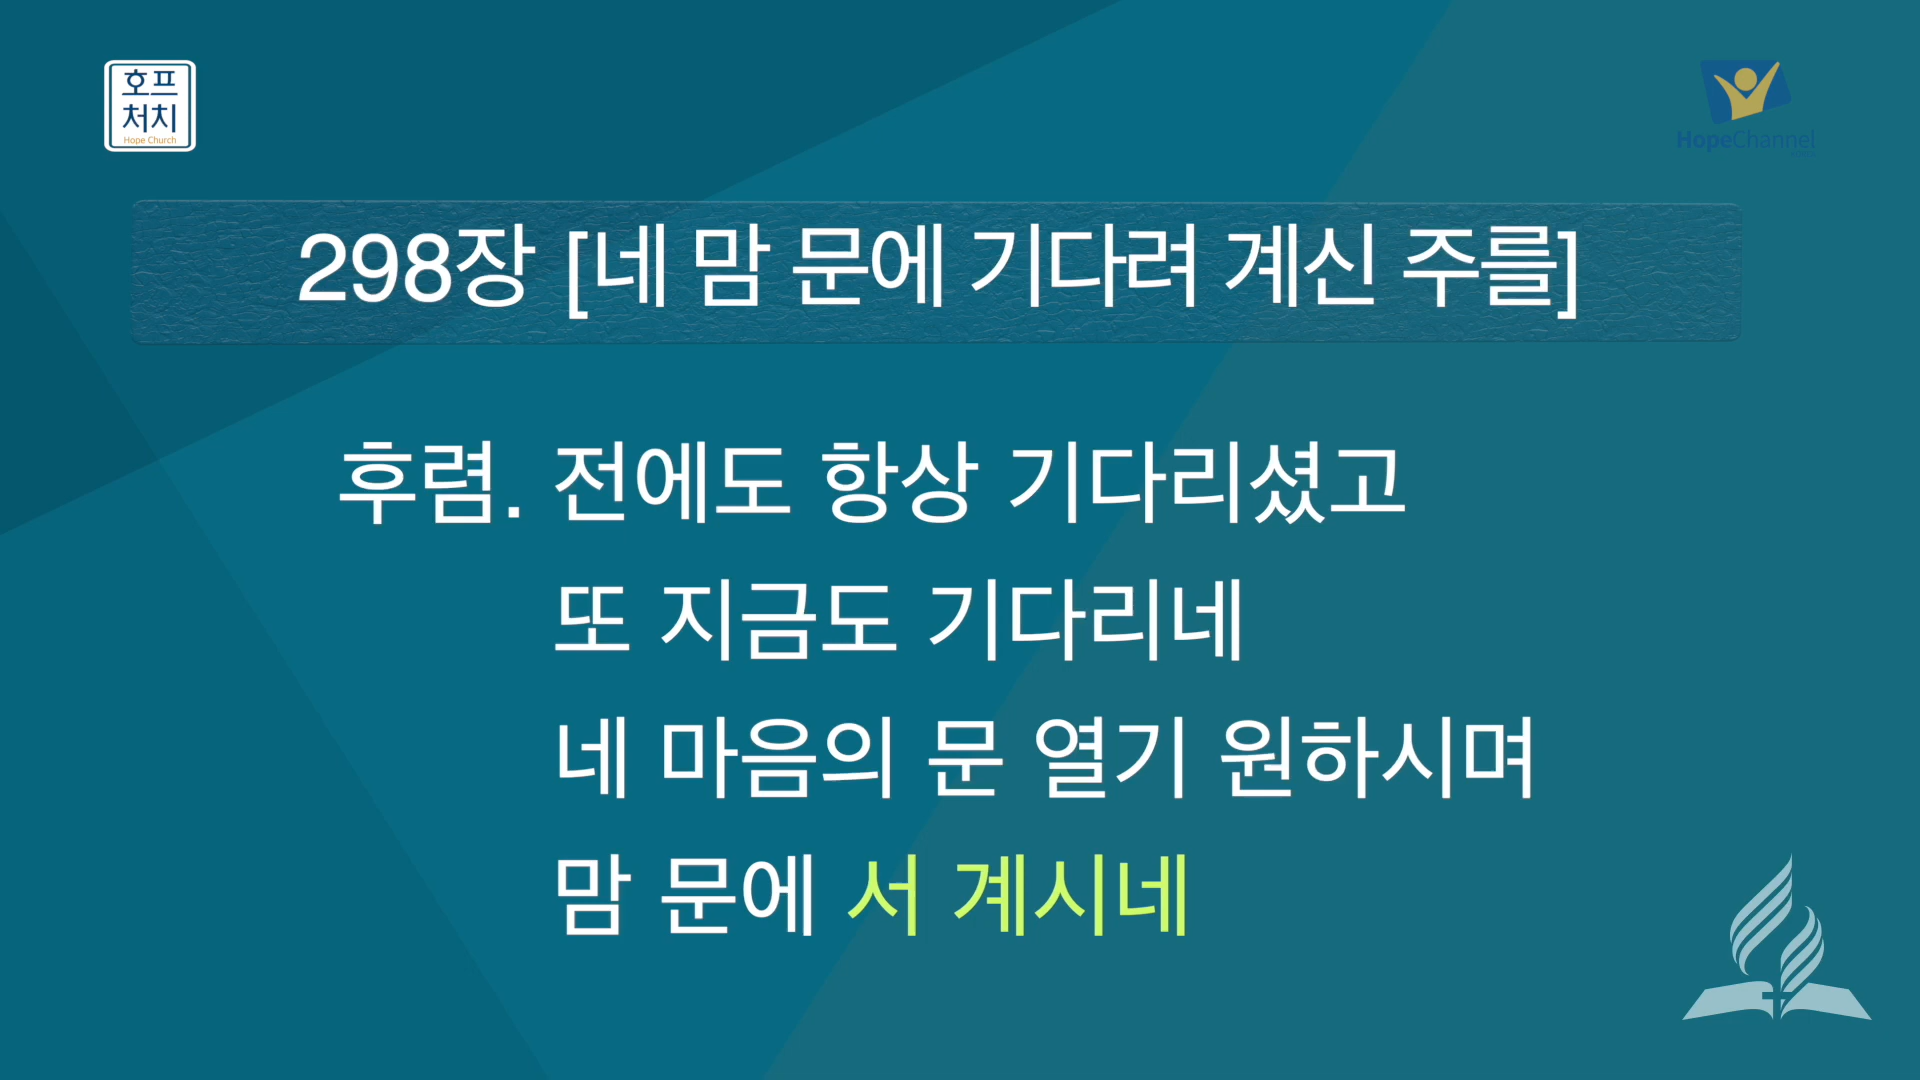 호프
처치
Hope Church
HopeChannel
298장 [네 맘 문에 기다려 계신 주를]
후렴. 전에도 항상 기다리셨고
또 지금도 기다리네
네 마음의 문 열기 원하시며
맘 문에 서 계시네